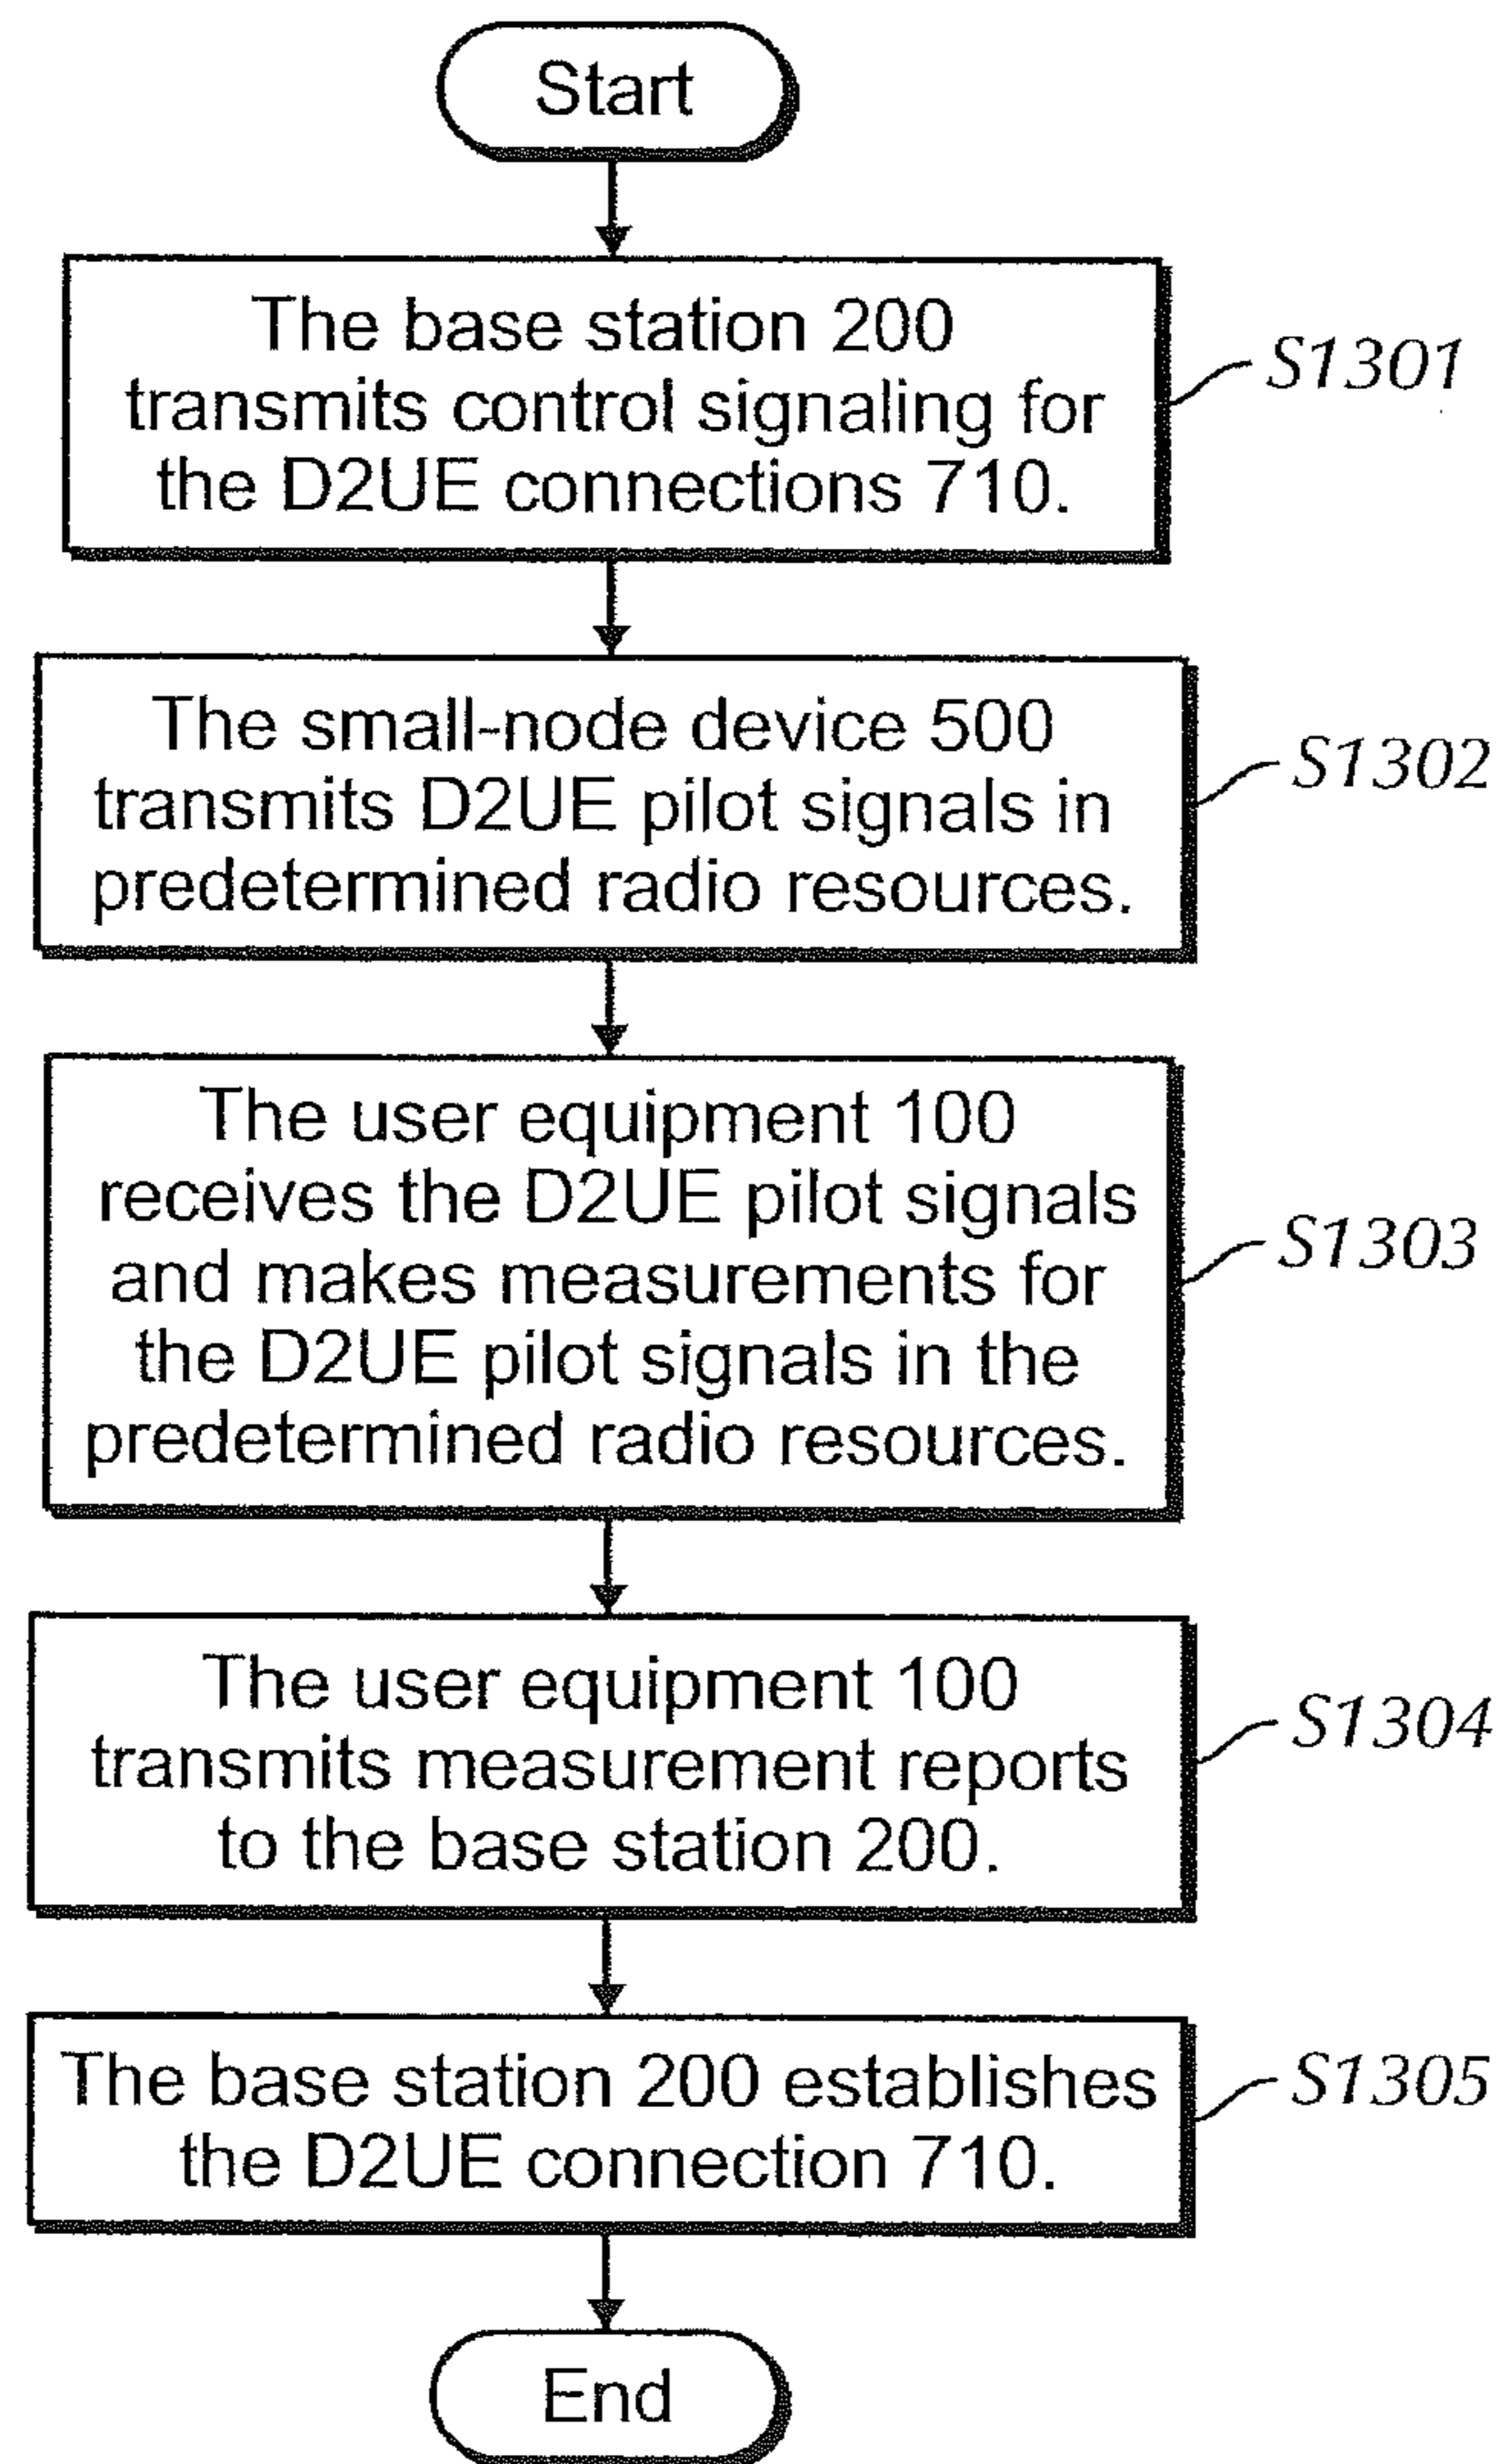 Start
The base station 200
transmits control signaling for
the D2UE connections 710.
S1301
The small-node device 500
transmits D2UE pilot signals in
predetermined radio resources.
S1302
The user equipment 100
receives the D2UE pilot signals
and makes measurements for
the D2UE pilot signals in the
predetermined radio resources.
S1303
The user equipment 100
transmits measurement reports
to the base station 200.
S1304
The base station 200 establishes
the D2UE connection 710.
S1305
End